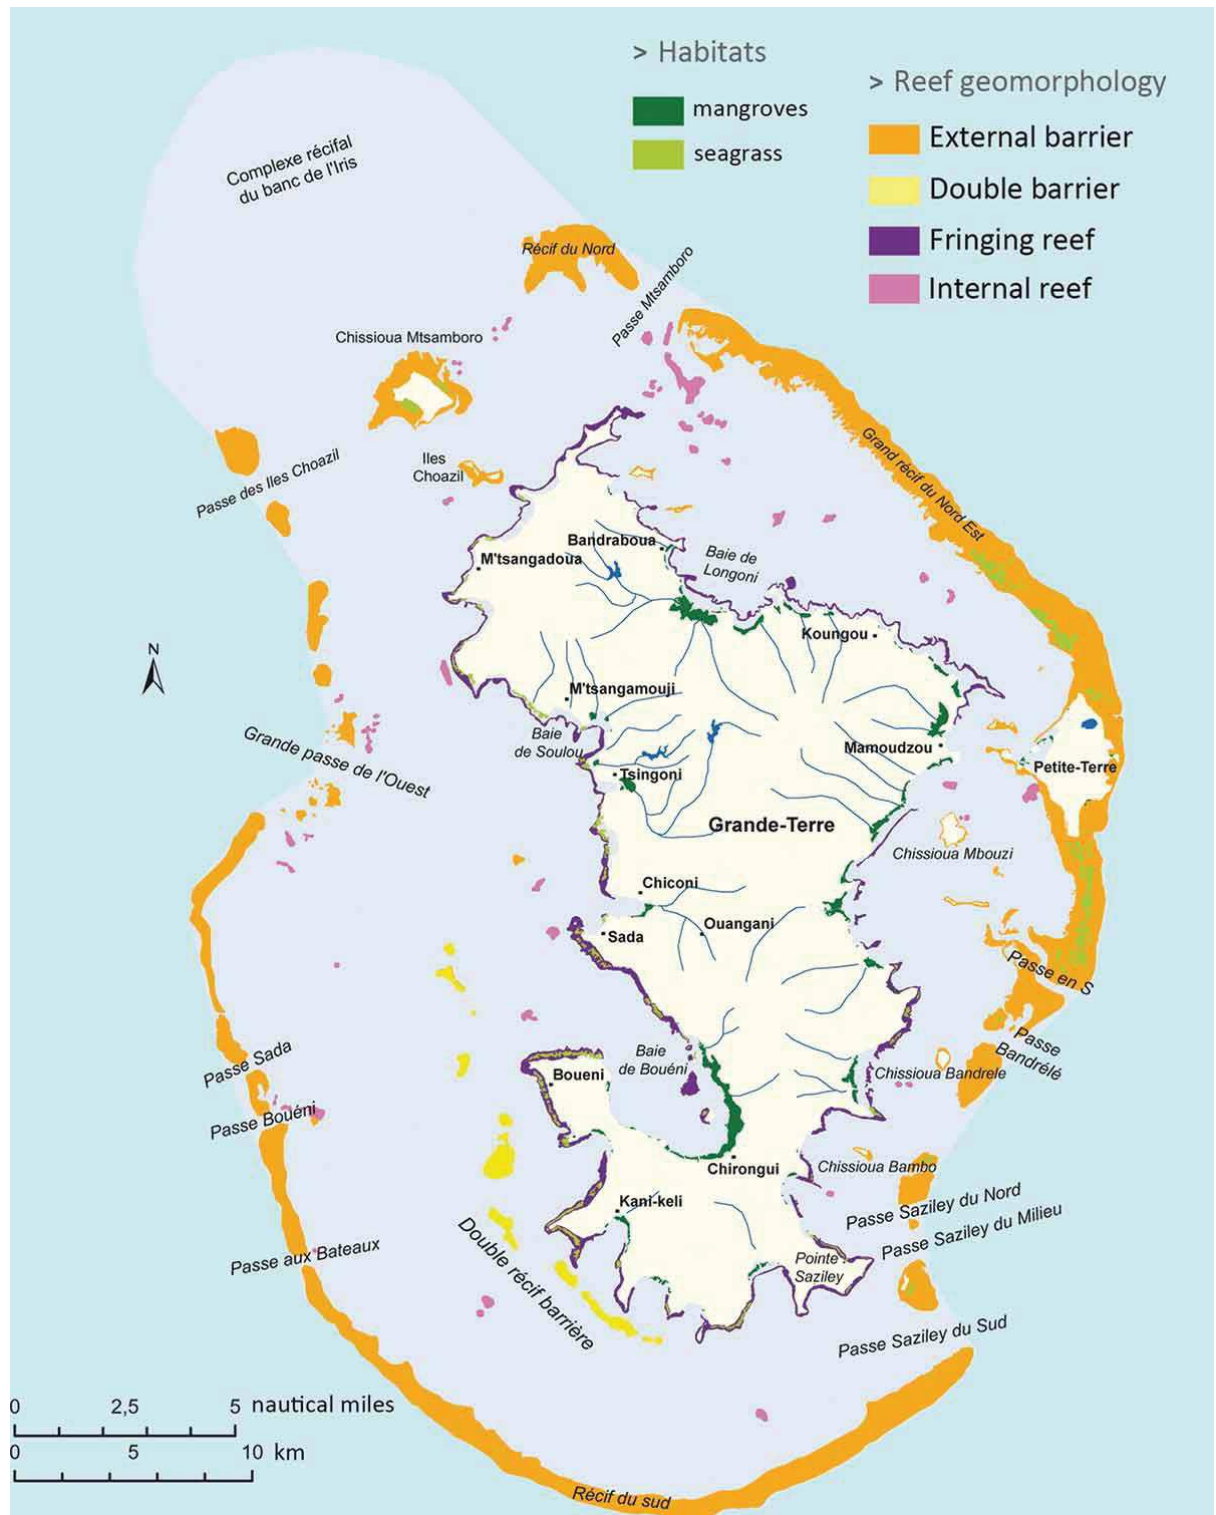 > Habitats
mangroves
seagrass
> Reef geomorphology
External barrier
Double barrier
Fringing reef
Internal reef
Complexe récifal
du banc de l'Iris
Récif du Nord
Passe Mtsamboro
Chissioua Mtsamboro
Iles
Choazil
Passe des Iles Choazil
Grand récif du Nord Est
Bandraboua
M'tsangadoua
Baie de
Longoni
Koungou
N
M'tsangamouji
Baie
de Soulou
Grande passe de l'Ouest
Mamoudzou
Petite-Terre
Tsingoni
Grande-Terre
Chissioua Mbouzi
Chiconi
Ouangani
Sada
Passe en S
Passe
Bandrélé
Passe Sada
Baie
de Bouéni
Boueni
Chissioua Bandrele
Passe Bouéni
Chirongui
Chissioua Bambo
Kani-keli
Passe Saziley du Nord
Passe Saziley du Milieu
Passe aux Bateaux
Pointe
Saziley
Double récif barrière
Passe Saziley du Sud
0 2,5 5 nautical miles
0 5 10 km
Récif du sud